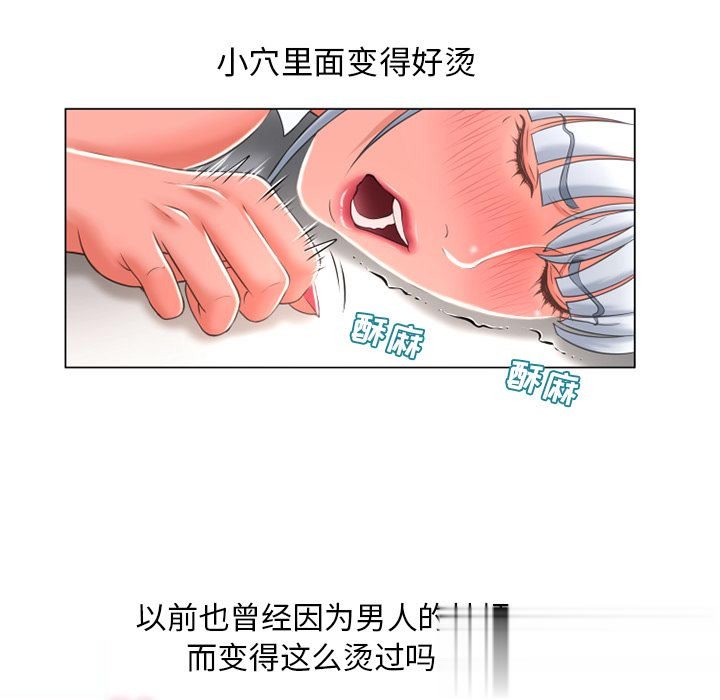 小穴里面变得好烫
酥麻
酥麻
以前也曾经因为男人的
而变得这么烫过吗